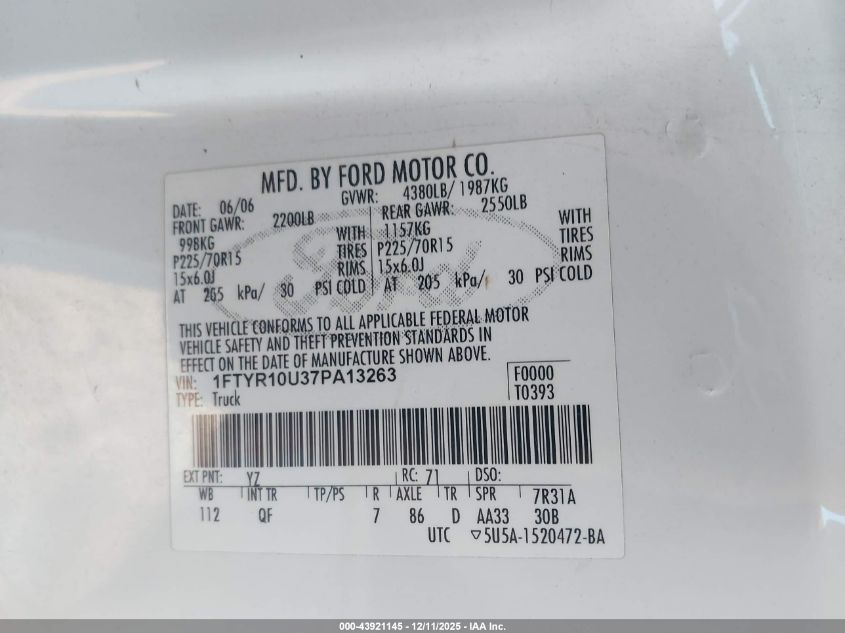 MFD. BY FORD MOTOR CO.
DATE: 06/06 GVWR: 4380LB/ 1987KG
FRONT GAWR: 2200LB REAR GAWR: 2550LB
998KG WITH 1157KG WITH
P225/70R15 TIRES P225/70R15 TIRES
15x6.0J RIMS 15x6.0J RIMS
AT 205 kPa/ 30 PSI COLD AT 205 kPa/ 30 PSI COLD
Ford
THIS VEHICLE CONFORMS TO ALL APPLICABLE FEDERAL MOTOR
VEHICLE SAFETY AND THEFT PREVENTION STANDARDS IN
EFFECT ON THE DATE OF MANUFACTURE SHOWN ABOVE.
VIN: 1FTYR10U37PA13263 F0000
TYPE: Truck T0393
EXT PNT: YZ RC: 71 DSO:
WB INT TR TP/PS R AXLE TR SPR 7R31A
112 QF 7 86 D AA33 30B
UTC ▽5U5A-1520472-BA
000-43921145 - 12/11/2025 - IAA Inc.